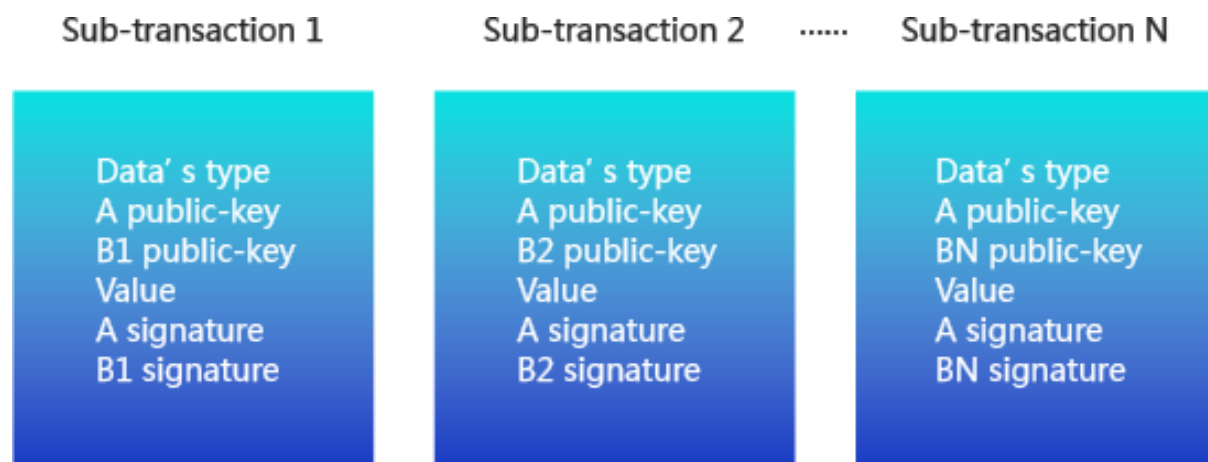 Sub-transaction 1
Sub-transaction 2
......
Sub-transaction N
Data' s type
A public-key
B1 public-key
Value
A signature
B1 signature
Data' s type
A public-key
B2 public-key
Value
A signature
B2 signature
Data' s type
A public-key
BN public-key
Value
A signature
BN signature